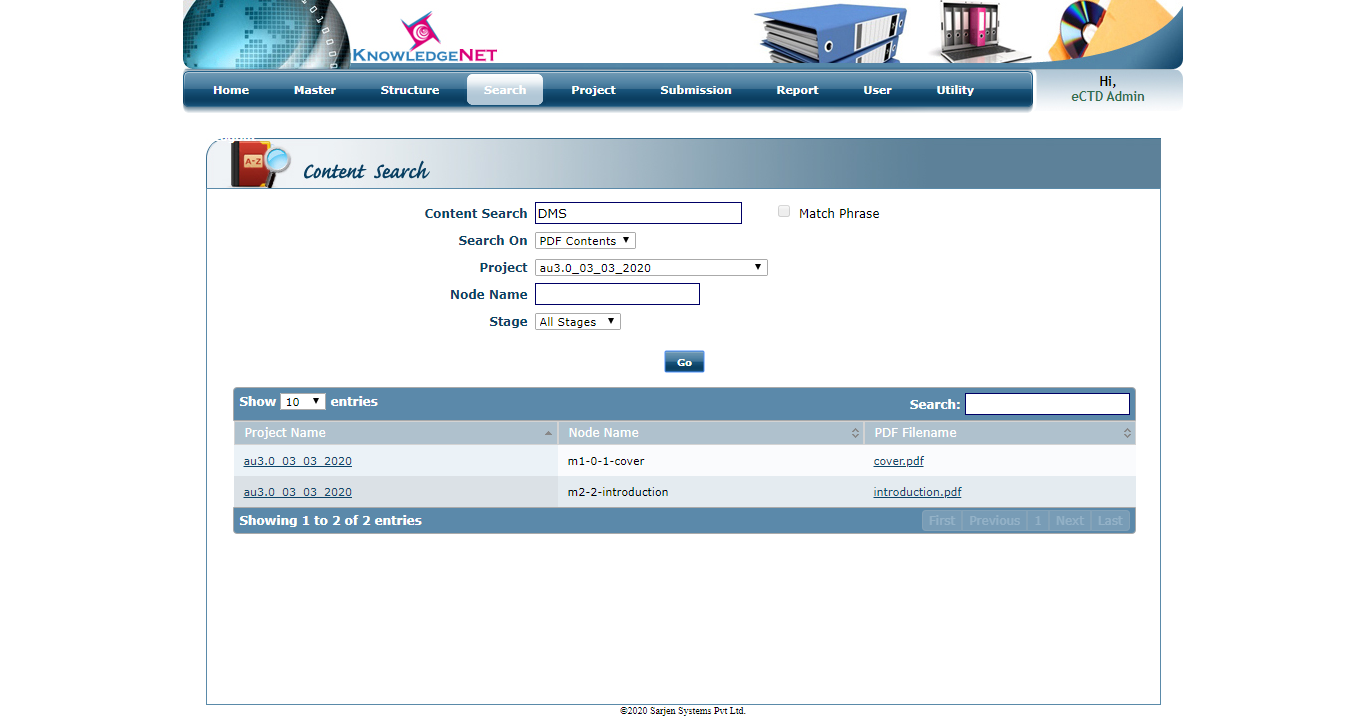 KNOWLEDGENET
Home Master Structure Search Project Submission Report User Utility
Hi,
eCTD Admin
A-Z
Content Search
Content Search DMS Match Phrase
Search On PDF Contents
Project au3.0_03_03_2020
Node Name
Stage All Stages
Go
Show 10 entries Search:
Project Name Node Name PDF Filename
au3.0_03_03_2020 m1-0-1-cover cover.pdf
au3.0_03_03_2020 m2-2-introduction introduction.pdf
Showing 1 to 2 of 2 entries First Previous 1 Next Last
©2020 Sarjen Systems Pvt Ltd.